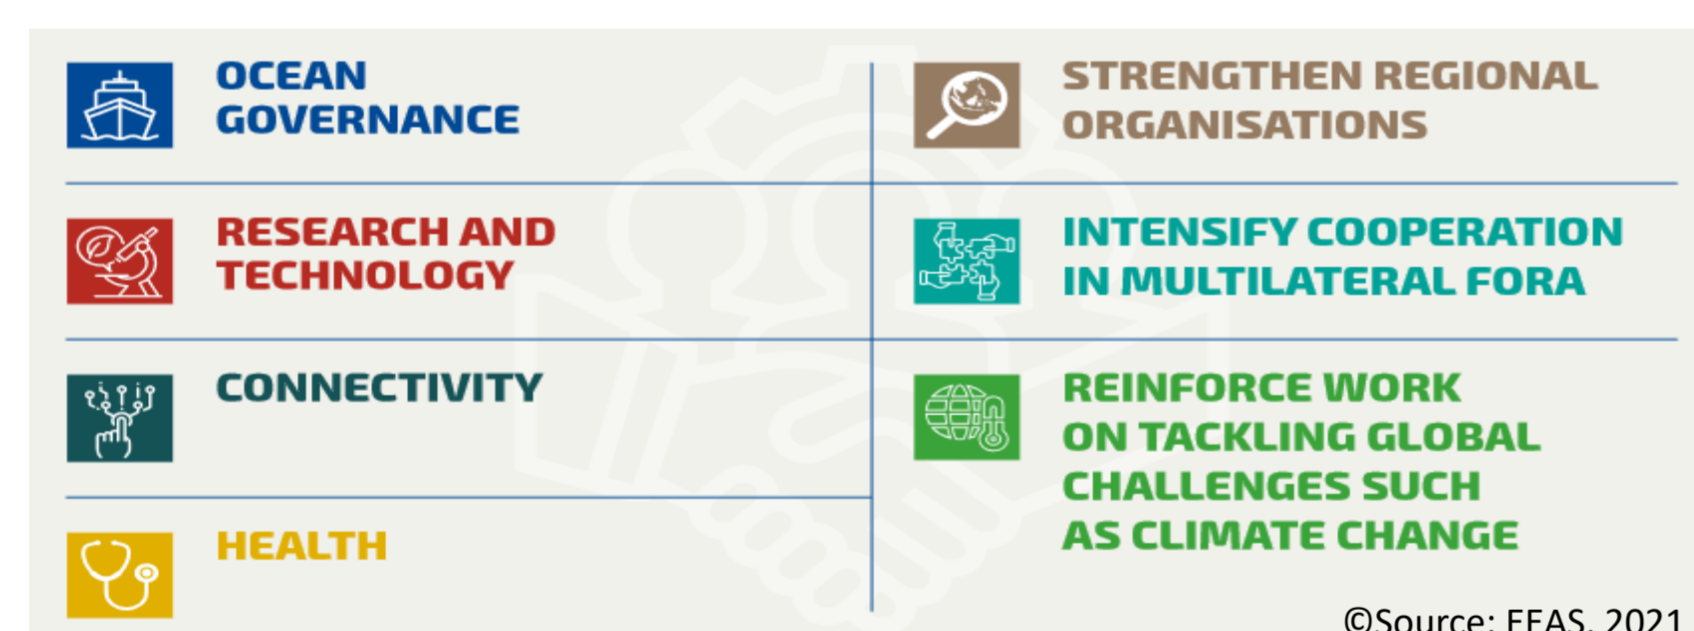 OCEAN
GOVERNANCE
RESEARCH AND
TECHNOLOGY
CONNECTIVITY
HEALTH
STRENGTHEN REGIONAL
ORGANISATIONS
INTENSIFY COOPERATION
IN MULTILATERAL FORA
REINFORCE WORK
ON TACKLING GLOBAL
CHALLENGES SUCH
AS CLIMATE CHANGE
©Source: EEAS, 2021